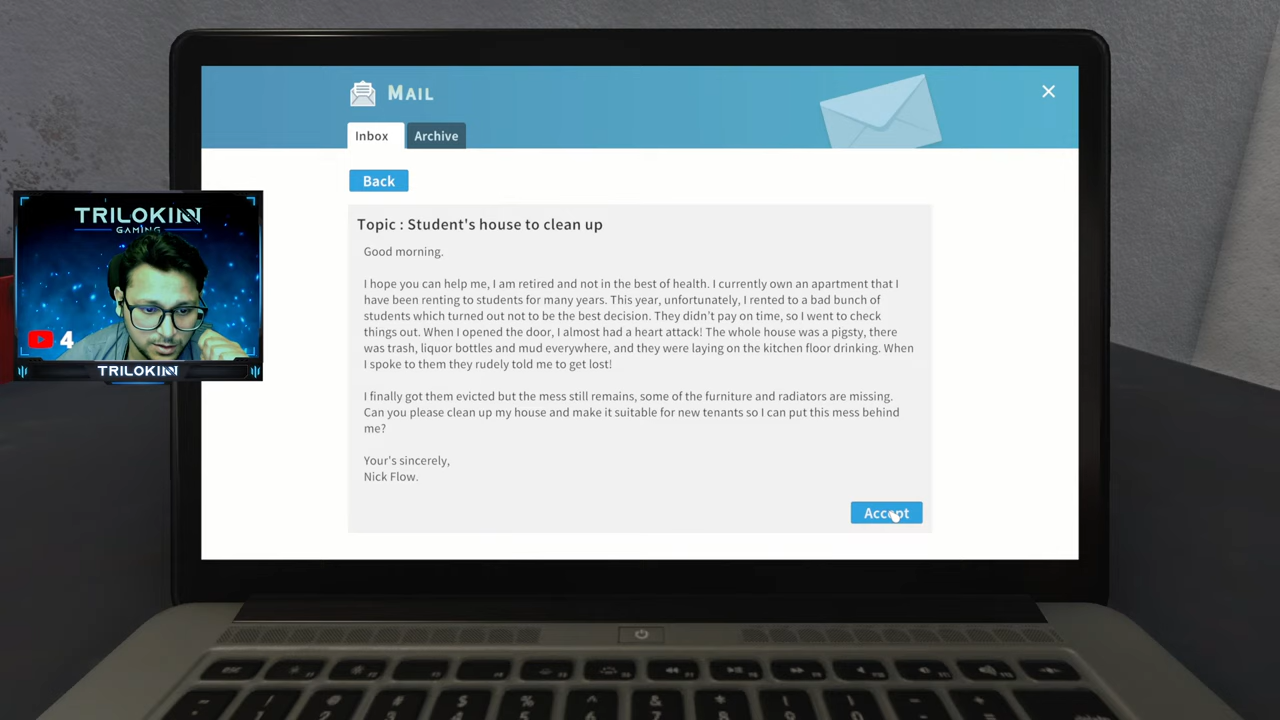 MAIL
Inbox
Archive
Back
Topic : Student's house to clean up
Good morning.
I hope you can help me, I am retired and not in the best of health. I currently own an apartment that I
have been renting to students for many years. This year, unfortunately, I rented to a bad bunch of
students which turned out not to be the best decision. They didn't pay on time, so I went to check
things out. When I opened the door, I almost had a heart attack! The whole house was a pigsty, there
was trash, liquor bottles and mud everywhere, and they were laying on the kitchen floor drinking. When
I spoke to them they rudely told me to get lost!
I finally got them evicted but the mess still remains, some of the furniture and radiators are missing.
Can you please clean up my house and make it suitable for new tenants so I can put this mess behind
me?
Your's sincerely,
Nick Flow.
Accept
TRILOKIN
GAMING
4
TRILOKIN